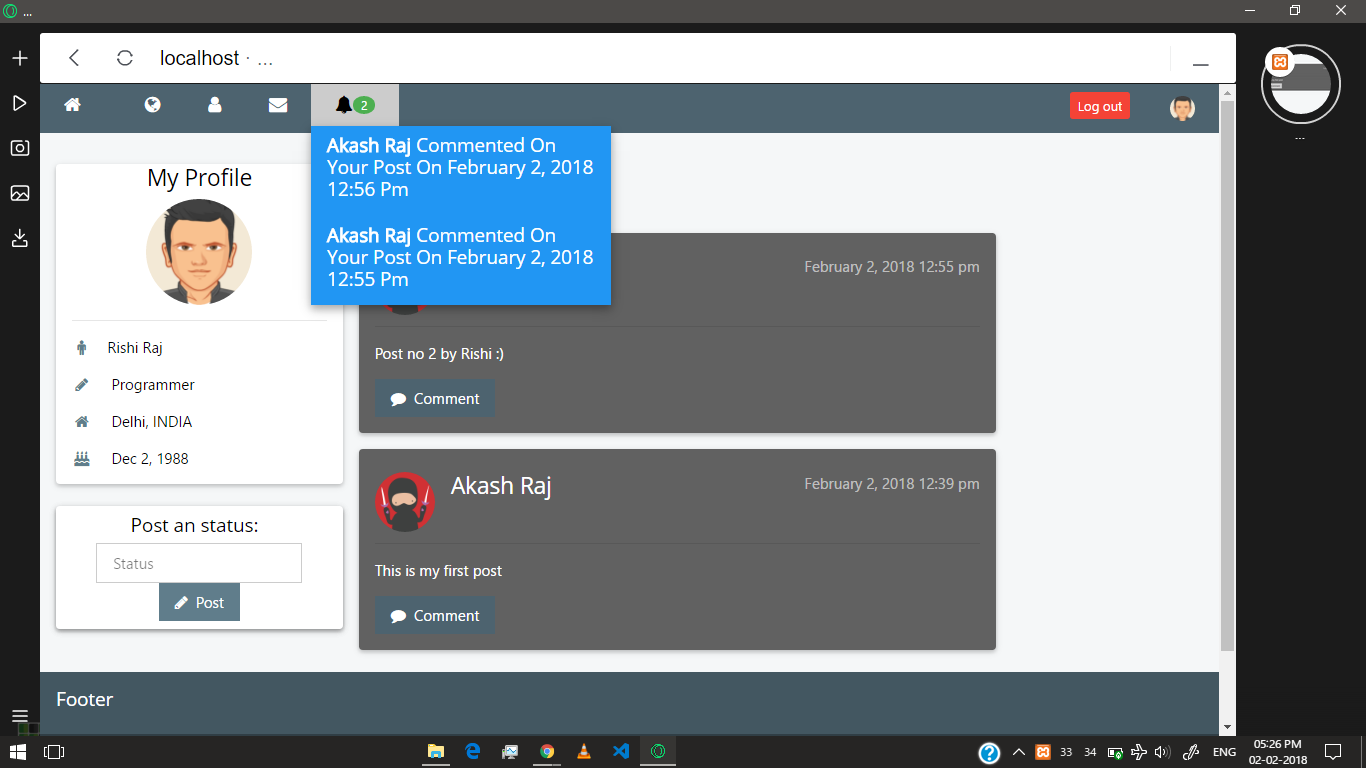 ...
localhost · ...
2
Log out
...
Akash Raj Commented On
Your Post On February 2, 2018
12:56 Pm
Akash Raj Commented On
Your Post On February 2, 2018
12:55 Pm
My Profile
Rishi Raj
Programmer
Delhi, INDIA
Dec 2, 1988
Post an status:
Status
Post
February 2, 2018 12:55 pm
Post no 2 by Rishi :)
Comment
Akash Raj
February 2, 2018 12:39 pm
This is my first post
Comment
Footer
33 34 ENG 05:26 PM
02-02-2018